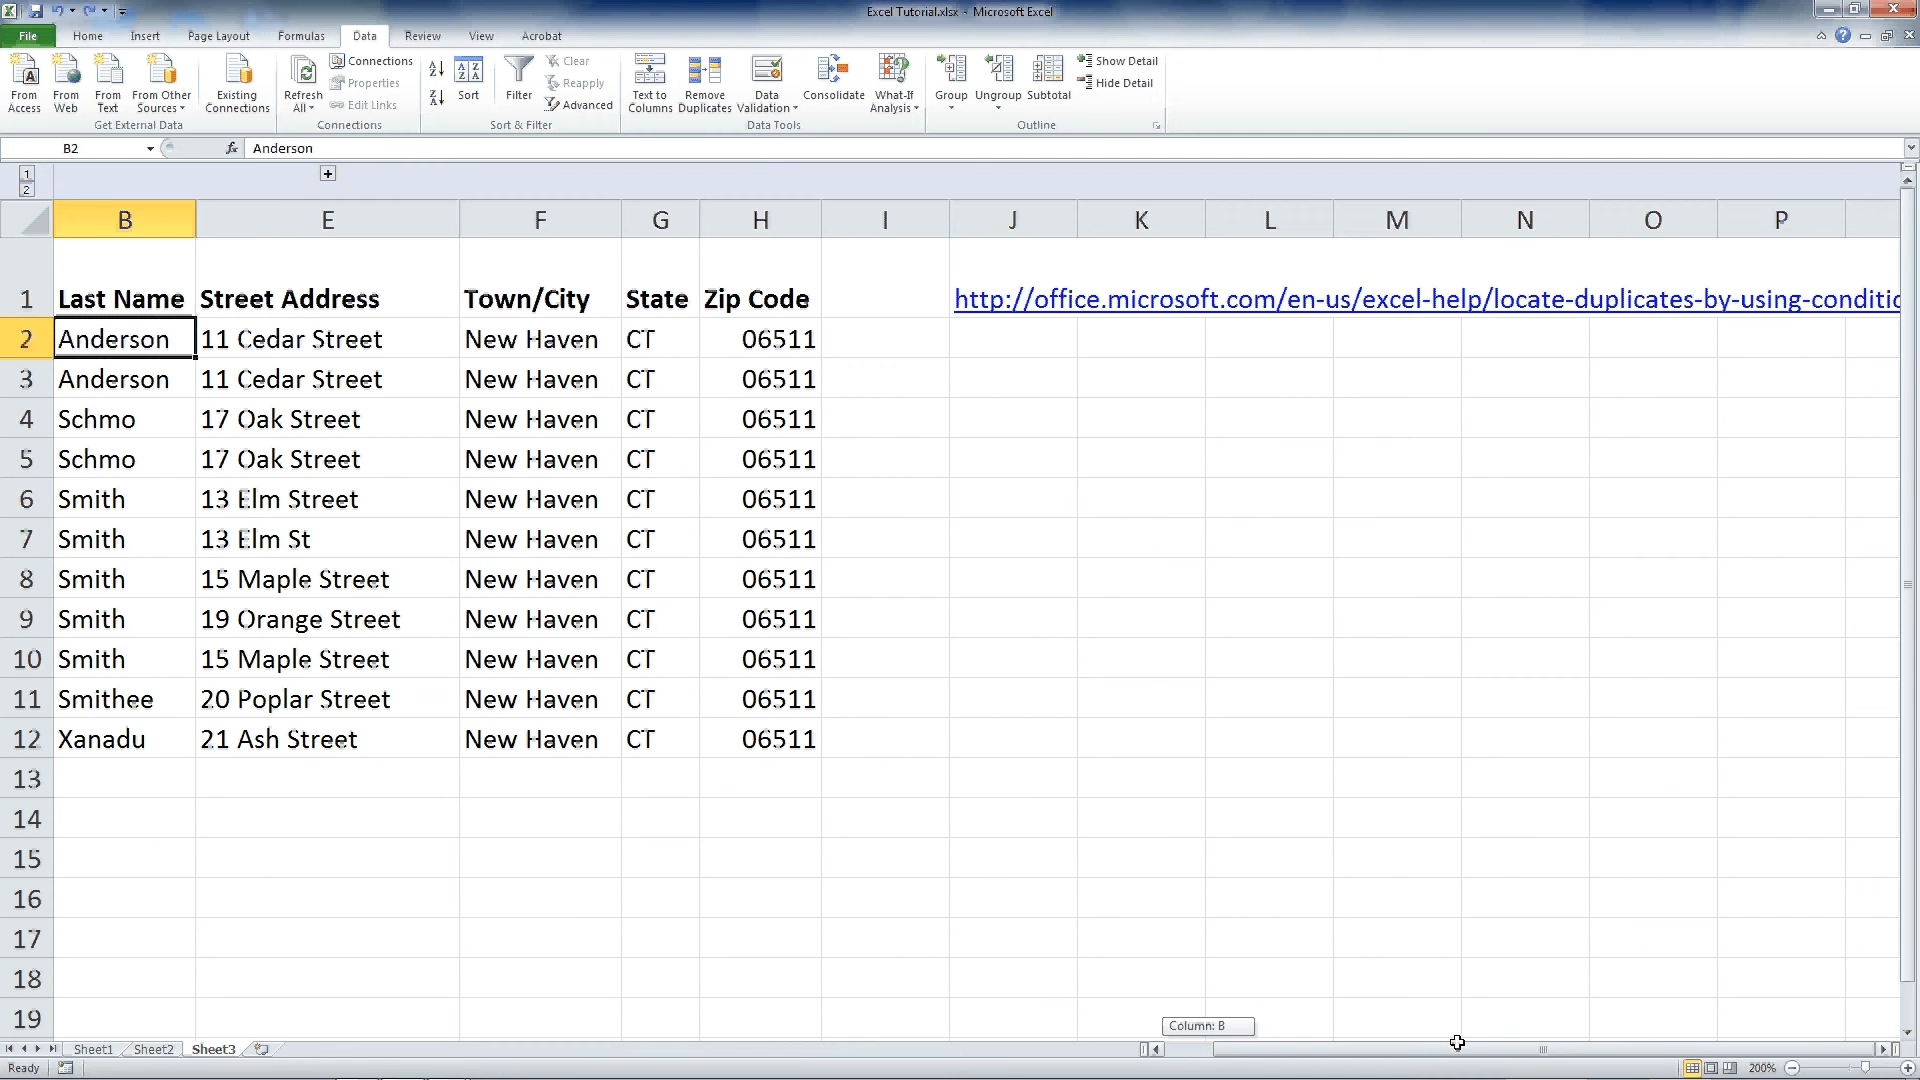 Excel Tutorial.xlsx - Microsoft Excel
File Home Insert Page Layout Formulas Data Review View Acrobat
From Access From Web From Text From Other Sources Existing Connections Refresh All Connections Properties Edit Links Sort Filter Clear Reapply Advanced Text to Columns Remove Duplicates Data Validation Consolidate What-If Analysis Group Ungroup Subtotal Show Detail Hide Detail
Get External Data Connections Sort & Filter Data Tools Outline
B2 fx Anderson
1
2
B E F G H I J K L M N O P
1 Last Name Street Address Town/City State Zip Code http://office.microsoft.com/en-us/excel-help/locate-duplicates-by-using-conditio
2 Anderson 11 Cedar Street New Haven CT 06511
3 Anderson 11 Cedar Street New Haven CT 06511
4 Schmo 17 Oak Street New Haven CT 06511
5 Schmo 17 Oak Street New Haven CT 06511
6 Smith 13 Elm Street New Haven CT 06511
7 Smith 13 Elm St New Haven CT 06511
8 Smith 15 Maple Street New Haven CT 06511
9 Smith 19 Orange Street New Haven CT 06511
10 Smith 15 Maple Street New Haven CT 06511
11 Smithee 20 Poplar Street New Haven CT 06511
12 Xanadu 21 Ash Street New Haven CT 06511
13
14
15
16
17
18
19
Column: B
Sheet1 Sheet2 Sheet3
Ready 200%